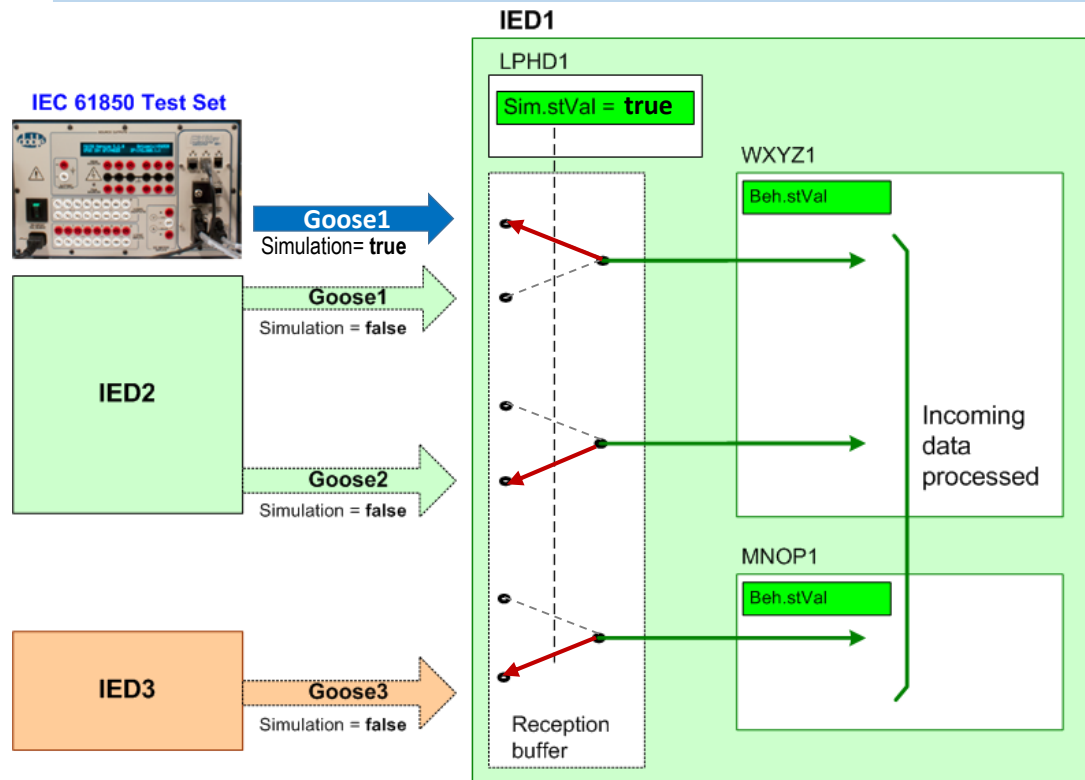 IED1
LPHD1
IEC 61850 Test Set
Sim.stVal = true
WXYZ1
Beh.stVal
Goose1
Simulation= true
Goose1
Simulation = false
IED2
Incoming
data
processed
Goose2
Simulation = false
MNOP1
Beh.stVal
IED3
Goose3
Simulation = false
Reception
buffer